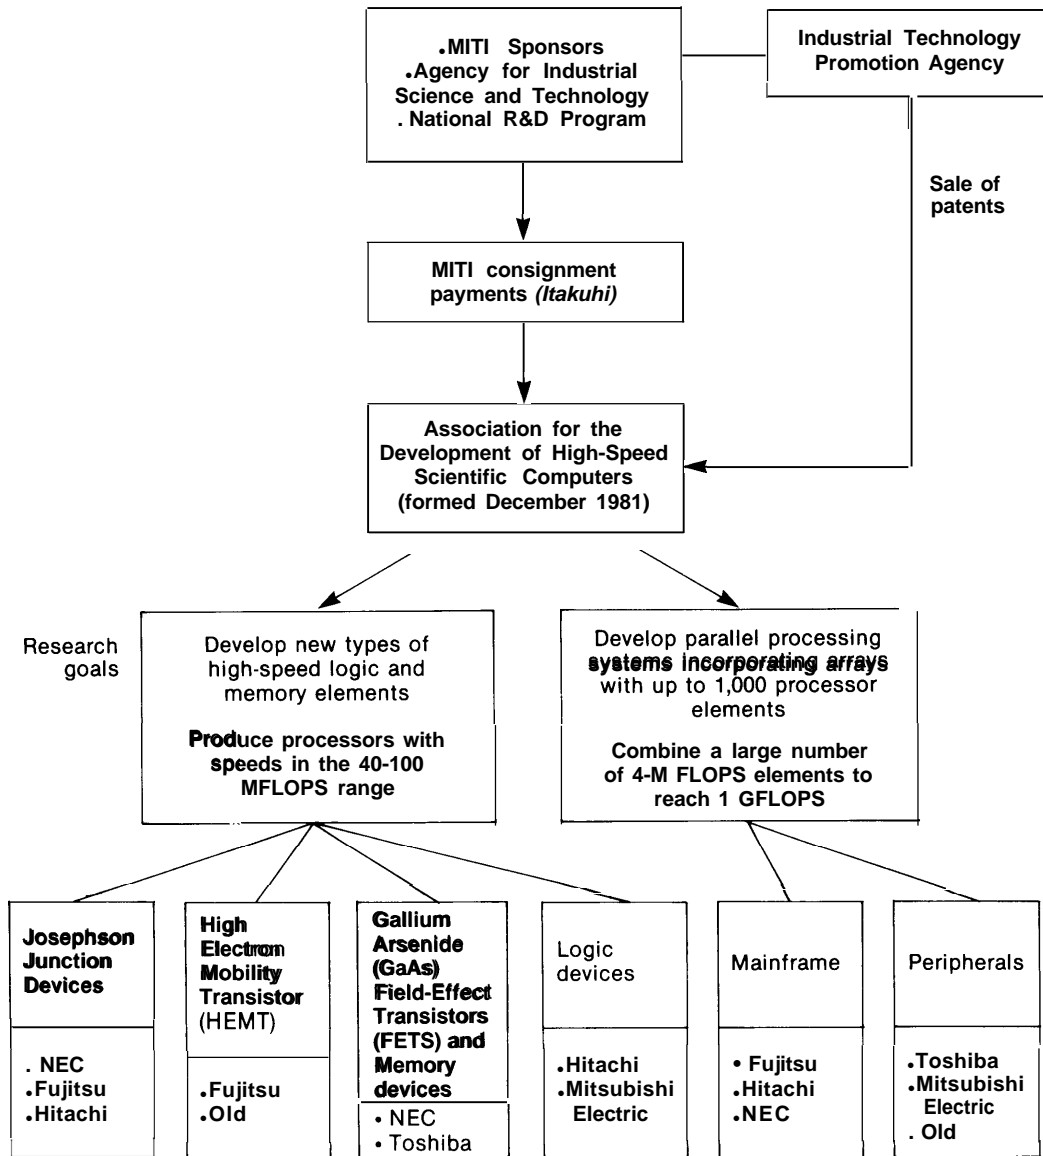 .MITI Sponsors
.Agency for Industrial
Science and Technology
. National R&D Program
Industrial Technology
Promotion Agency
Sale of
patents
MITI consignment
payments (Itakuhi)
Association for the
Development of High-Speed
Scientific Computers
(formed December 1981)
Research
goals
Develop new types of
high-speed logic and
memory elements
Produce processors with
speeds in the 40-100
MFLOPS range
Develop parallel processing
systems incorporating arrays
with up to 1,000 processor
elements
Combine a large number
of 4-M FLOPS elements to
reach 1 GFLOPS
Josephson
Junction
Devices
. NEC
.Fujitsu
.Hitachi
High
Electron
Mobility
Transistor
(HEMT)
.Fujitsu
.Old
Gallium
Arsenide
(GaAs)
Field-Effect
Transistors
(FETS) and
Memory
devices
• NEC
• Toshiba
Logic
devices
.Hitachi
.Mitsubishi
Electric
Mainframe
• Fujitsu
.Hitachi
.NEC
Peripherals
.Toshiba
.Mitsubishi
Electric
. Old